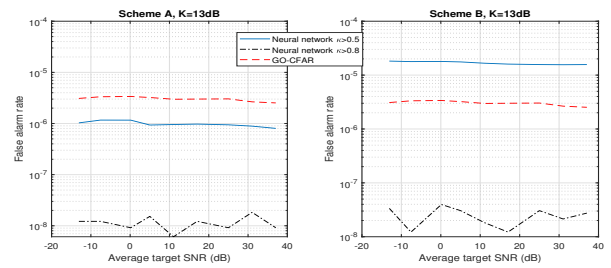 Scheme A, K=13dB
10^-4
10^-5
10^-6
10^-7
10^-8
False alarm rate
-20 -10 0 10 20 30 40
Average target SNR (dB)
Neural network κ>0.5
Neural network κ>0.8
GO-CFAR
Scheme B, K=13dB
10^-4
10^-5
10^-6
10^-7
10^-8
False alarm rate
-20 -10 0 10 20 30 40
Average target SNR (dB)